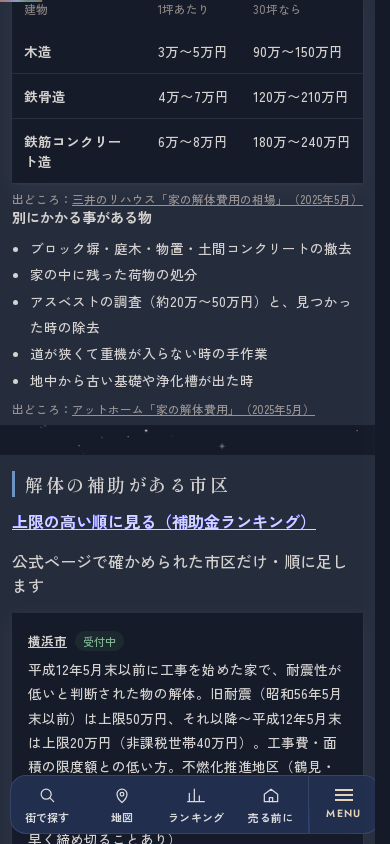 建物 1坪あたり 30坪なら
木造 3万〜5万円 90万〜150万円
鉄骨造 4万〜7万円 120万〜210万円
鉄筋コンクリー 6万〜8万円 180万〜240万円
ト造
出どころ：三井のリハウス「家の解体費用の相場」（2025年5月）
別にかかる事がある物
• ブロック塀・庭木・物置・土間コンクリートの撤去
• 家の中に残った荷物の処分
• アスベストの調査（約20万〜50万円）と、見つかっ
た時の除去
• 道が狭くて重機が入らない時の手作業
• 地中から古い基礎や浄化槽が出た時
出どころ：アットホーム「家の解体費用」（2025年5月）
解体の補助がある市区
上限の高い順に見る（補助金ランキング）
公式ページで確かめられた市区だけ・順に足し
ます
横浜市 受付中
平成12年5月末以前に工事を始めた家で、耐震性が
低いと判断された物の解体。旧耐震（昭和56年5月
末以前）は上限50万円、それ以降〜平成12年5月末
は上限20万円（非課税世帯40万円）。工事費・面
積の限度額との低い方。不燃化推進地区（鶴見・
街で探す 地図 ランキング 売る前に MENU
早く締め切ることあり）